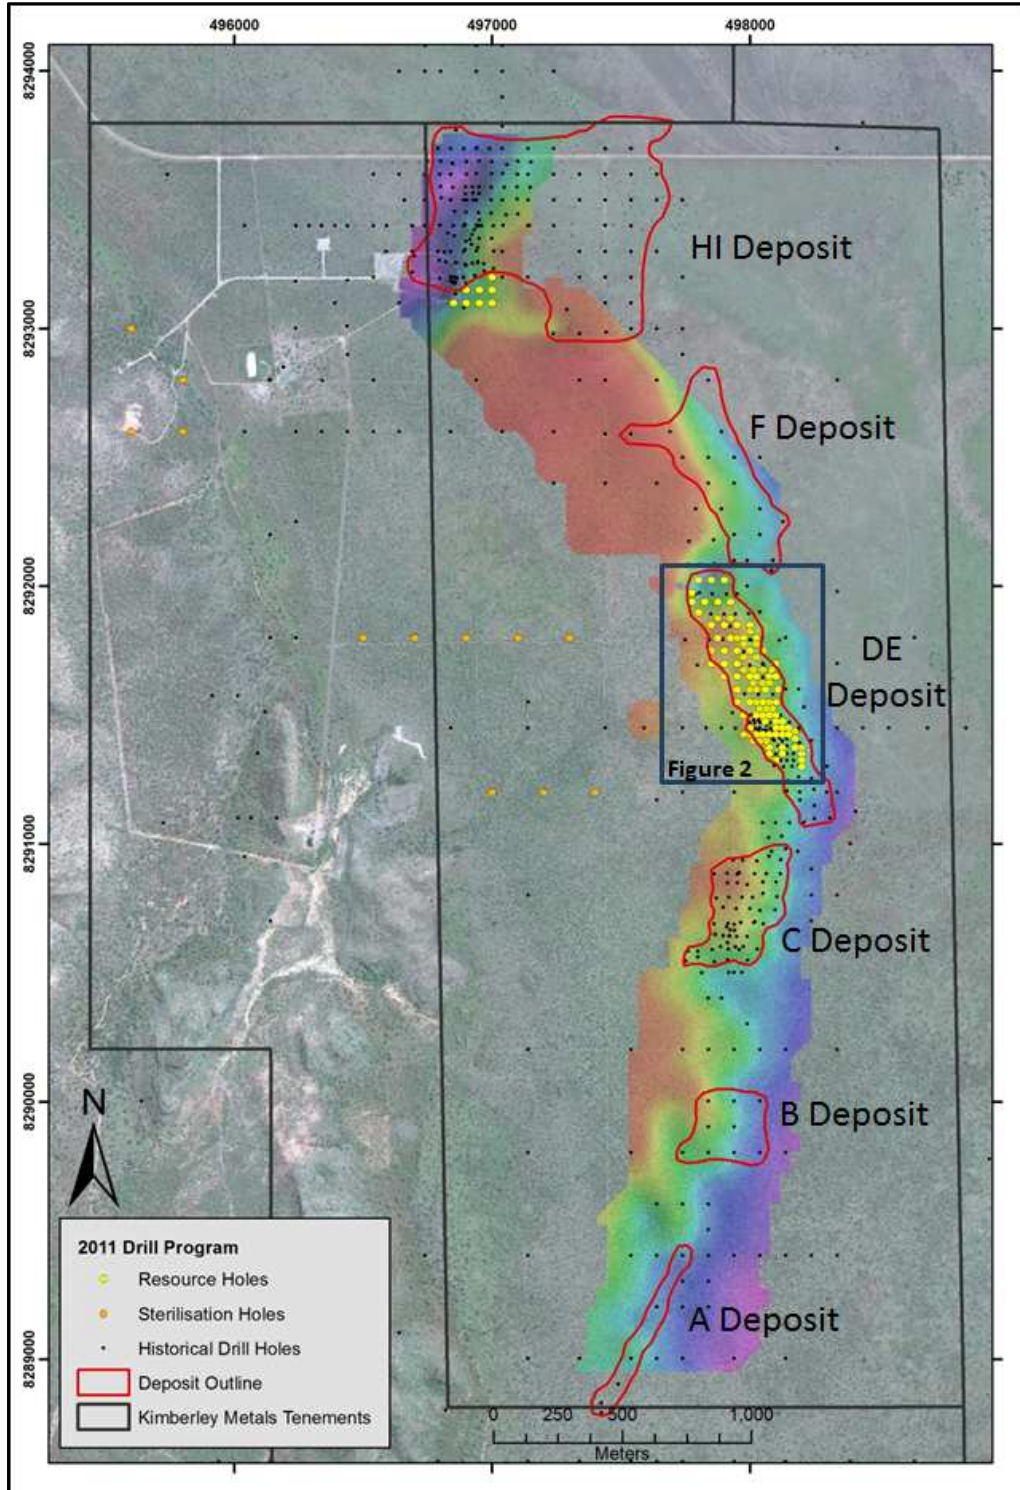 496000
497000
498000
8294000
8293000
8292000
8291000
8290000
8289000
HI Deposit
F Deposit
DE
Deposit
Figure 2
C Deposit
B Deposit
A Deposit
N
2011 Drill Program
Resource Holes
Sterilisation Holes
Historical Drill Holes
Deposit Outline
Kimberley Metals Tenements
0 250 500 1,000
Meters